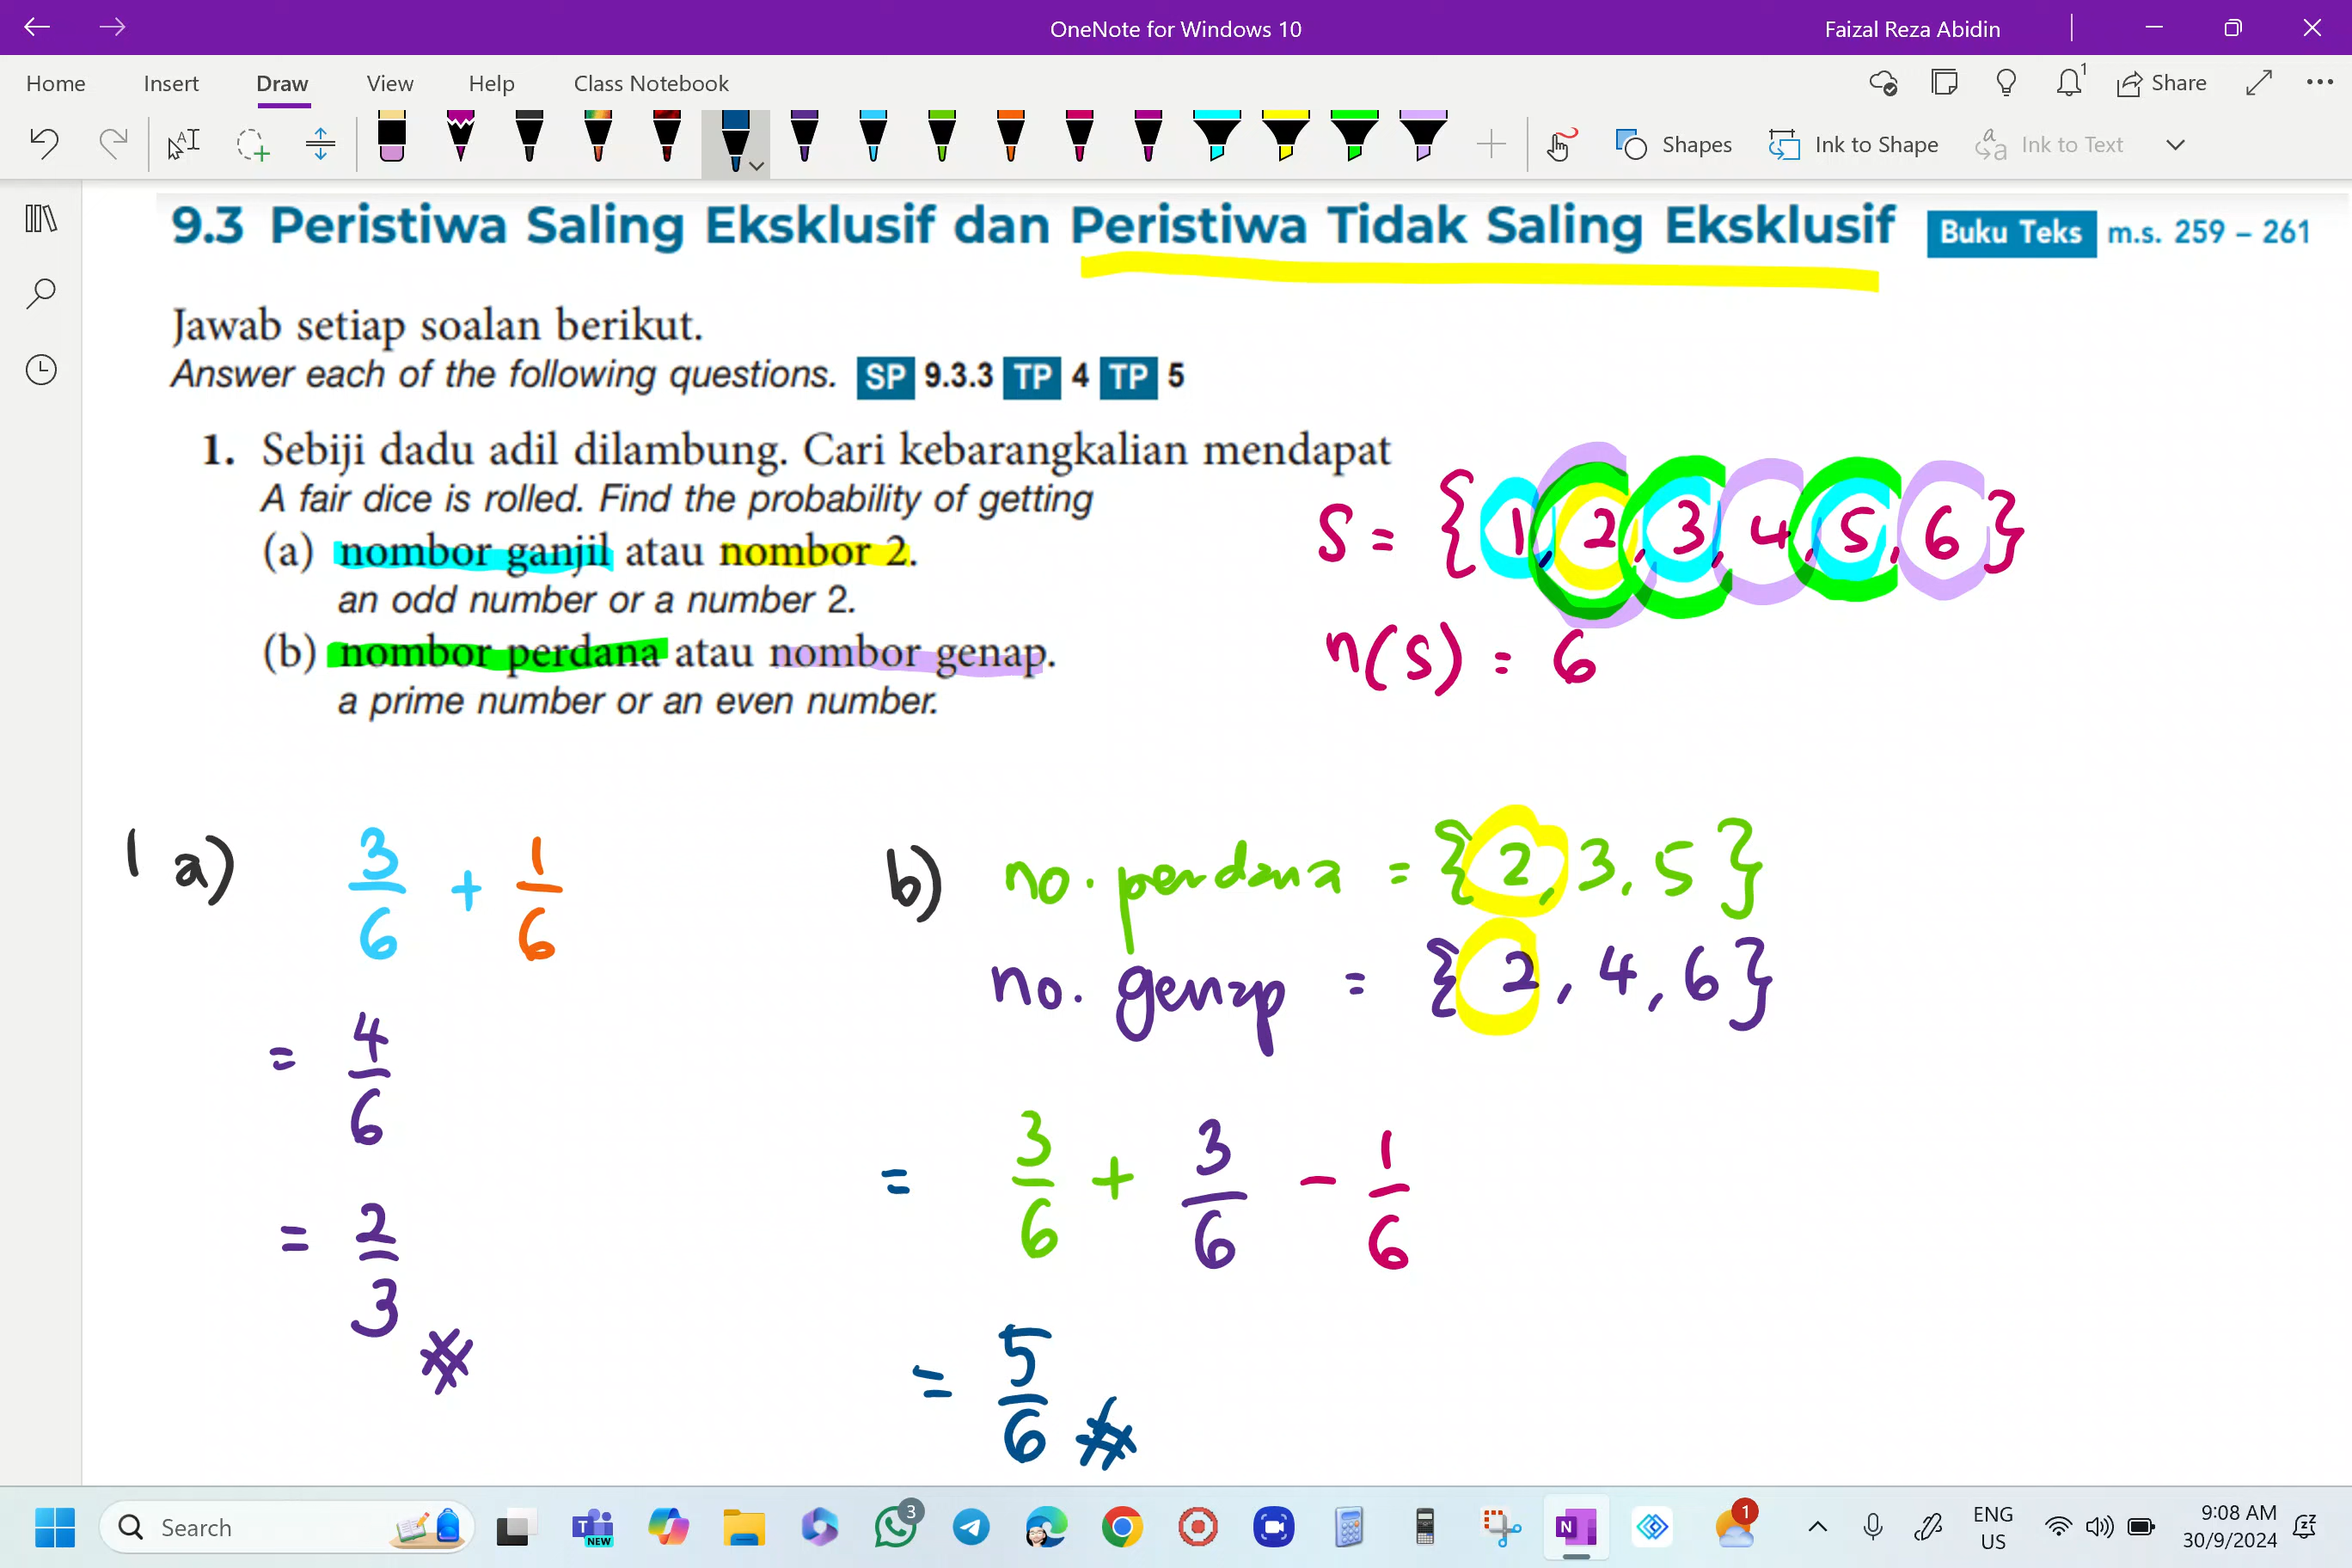 OneNote for Windows 10
Faizal Reza Abidin
Home Insert Draw View Help Class Notebook
1 Share
Shapes Ink to Shape Ink to Text
9.3 Peristiwa Saling Eksklusif dan Peristiwa Tidak Saling Eksklusif Buku Teks m.s. 259 – 261
Jawab setiap soalan berikut.
Answer each of the following questions. SP 9.3.3 TP 4 TP 5
1. Sebiji dadu adil dilambung. Cari kebarangkalian mendapat
A fair dice is rolled. Find the probability of getting
(a) nombor ganjil atau nombor 2.
an odd number or a number 2.
(b) nombor perdana atau nombor genap.
a prime number or an even number.
S = {1, 2, 3, 4, 5, 6}
n(S) = 6
1 a) 3/6 + 1/6
= 4/6
= 2/3 #
b) no. perdana = {2, 3, 5}
no. genap = {2, 4, 6}
= 3/6 + 3/6 - 1/6
= 5/6 #
Search
NEW
3
1
ENG
US
9:08 AM
30/9/2024